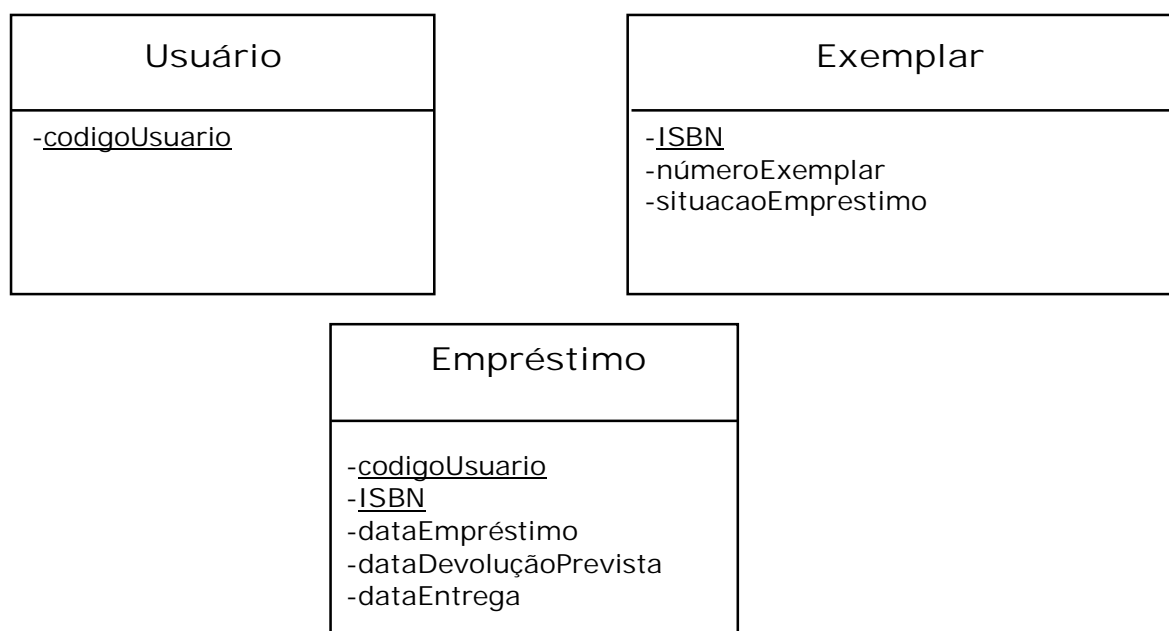 Usuário
-codigoUsuario
Exemplar
-ISBN
-númeroExemplar
-situacaoEmprestimo
Empréstimo
-codigoUsuario
-ISBN
-dataEmpréstimo
-dataDevoluçãoPrevista
-dataEntrega